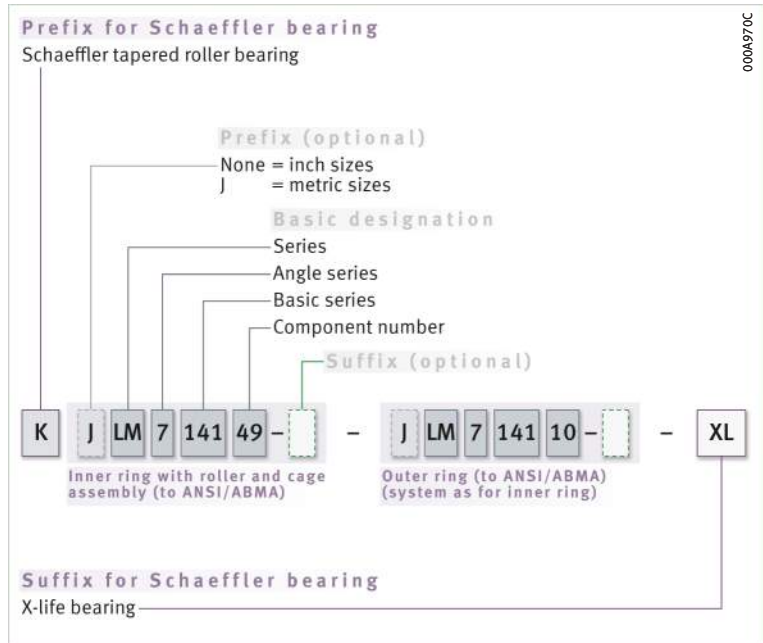 Prefix for Schaeffler bearing
000A970C
Schaeffler tapered roller bearing
Prefix (optional)
None = inch sizes
J = metric sizes
Basic designation
Series
Angle series
Basic series
Component number
Suffix (optional)
K J LM 7 141 49 – – J LM 7 141 10 – – XL
Inner ring with roller and cage
assembly (to ANSI/ABMA)
Outer ring (to ANSI/ABMA)
(system as for inner ring)
Suffix for Schaeffler bearing
X-life bearing